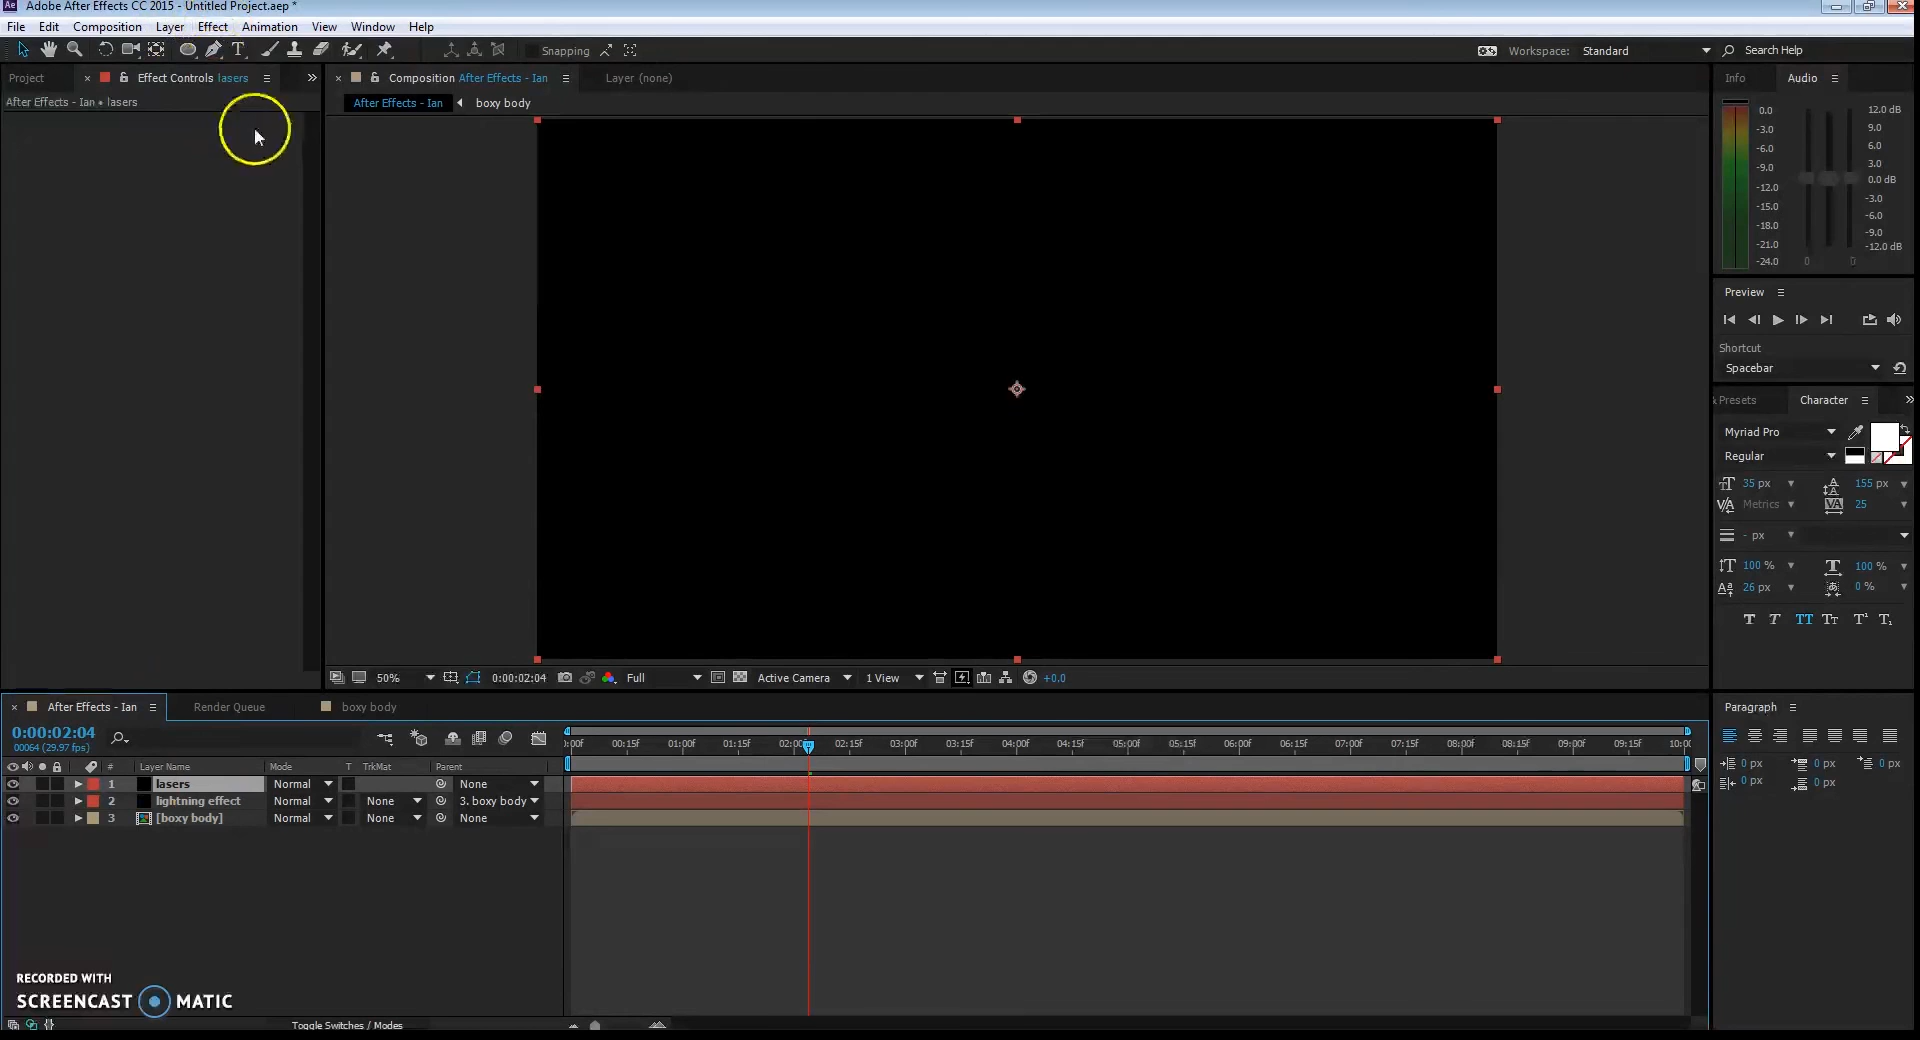 Ae Adobe After Effects CC 2015 - Untitled Project.aep *
File Edit Composition Layer Effect Animation View Window Help
T Snapping Workspace: Standard Search Help
Project × Effect Controls lasers × Composition After Effects - Ian Layer (none) Info Audio
After Effects - Ian • lasers
After Effects - Ian boxy body
0.0 12.0 dB
-3.0 9.0
-6.0 6.0
-9.0 3.0
-12.0 0.0 dB
-15.0 -3.0
-18.0 -6.0
-21.0 -9.0
-24.0 0 0 -12.0 dB
Preview
Shortcut
Spacebar
& Presets Character
Myriad Pro
Regular
35 px 155 px
Metrics 25
- px
100 % 100 %
26 px 0 %
T T TT Tt T¹ T₁
50% 0:00:02:04 Full Active Camera 1 View +0.0
× After Effects - Ian Render Queue boxy body Paragraph
0:00:02:04
00064 (29.97 fps)
:00f 00:15f 01:00f 01:15f 02:00 02:15f 03:00f 03:15f 04:00f 04:15f 05:00f 05:15f 06:00f 06:15f 07:00f 07:15f 08:00f 08:15f 09:00f 09:15f 10:00
0 px 0 px 0 px
0 px 0 px
# Layer Name Mode T TrkMat Parent
1 lasers Normal None
2 lightning effect Normal None 3. boxy body
3 [boxy body] Normal None None
RECORDED WITH
SCREENCAST MATIC
Toggle Switches / Modes